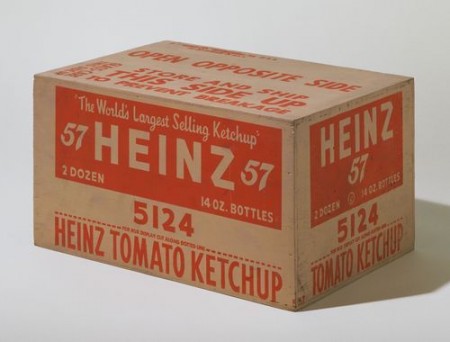 OPEN OPPOSITE SIDE
STORE AND SHIP
THIS SIDE UP
TO PREVENT BREAKAGE
"The World's Largest Selling Ketchup"
57 HEINZ 57
2 DOZEN
14 OZ. BOTTLES
5124
HEINZ TOMATO KETCHUP
HEINZ
57
2 DOZEN
14 OZ. BOTTLES
5124
TOMATO KETCHUP